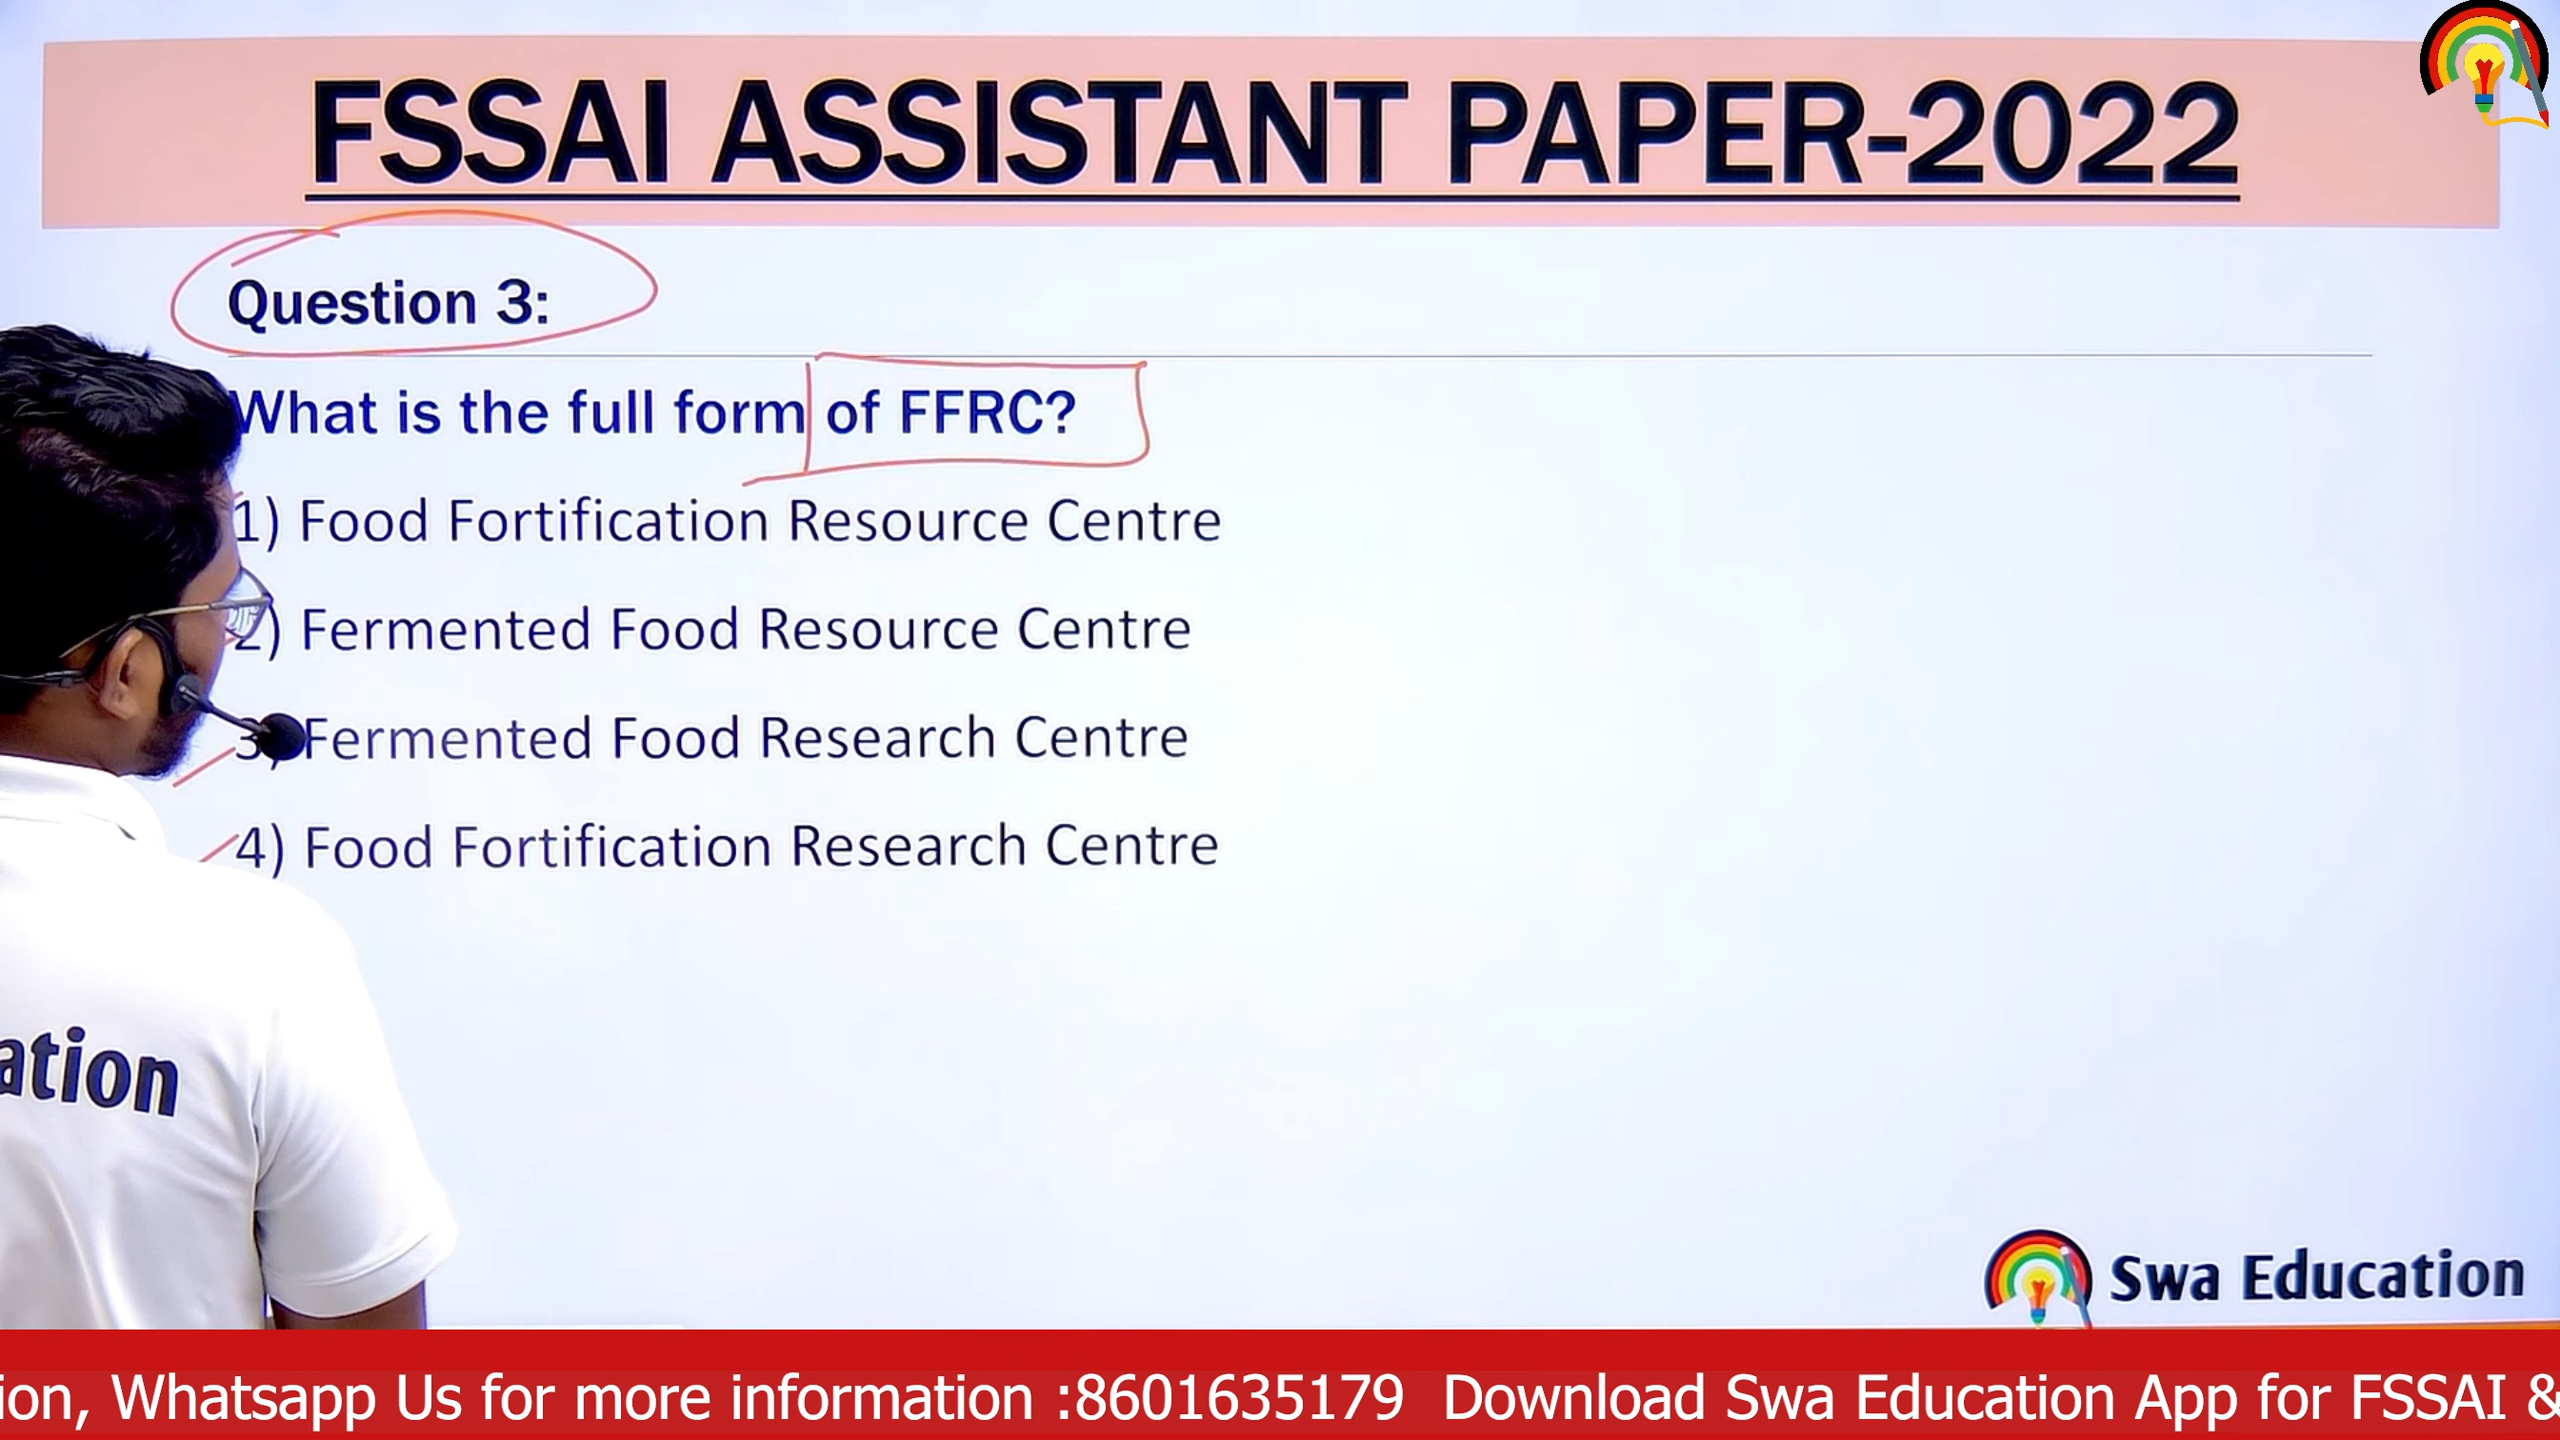 FSSAI ASSISTANT PAPER-2022
Question 3:
What is the full form of FFRC?
1) Food Fortification Resource Centre
2) Fermented Food Resource Centre
3) Fermented Food Research Centre
4) Food Fortification Research Centre
ation
Swa Education
ion, Whatsapp Us for more information :8601635179 Download Swa Education App for FSSAI &